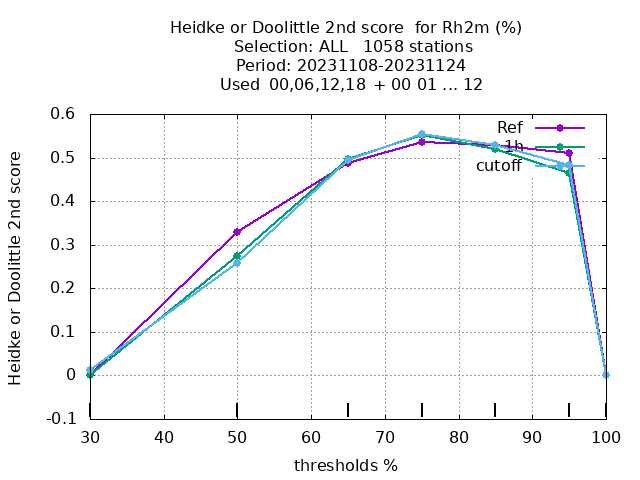 Heidke or Doolittle 2nd score  for Rh2m (%)
Selection: ALL   1058 stations
Period: 20231108-20231124
Used  00,06,12,18  + 00 01 ... 12
Heidke or Doolittle 2nd score
0.6
0.5
0.4
0.3
0.2
0.1
0
-0.1
Ref
1h
cutoff
30 40 50 60 70 80 90 100
thresholds %